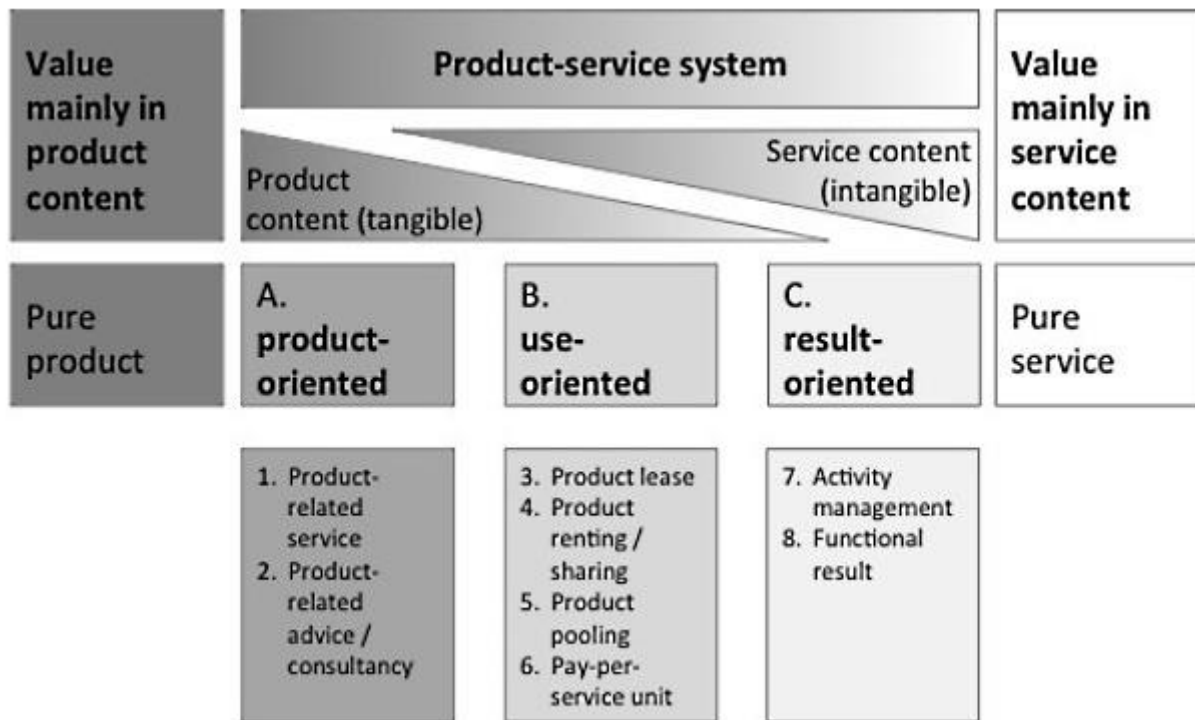 Value
mainly in
product
content
Product-service system
Product
content (tangible)
Service content
(intangible)
Value
mainly in
service
content
Pure
product
A.
product-
oriented
B.
use-
oriented
C.
result-
oriented
Pure
service
1. Product-
related
service
2. Product-
related
advice /
consultancy
3. Product lease
4. Product
renting /
sharing
5. Product
pooling
6. Pay-per-
service unit
7. Activity
management
8. Functional
result